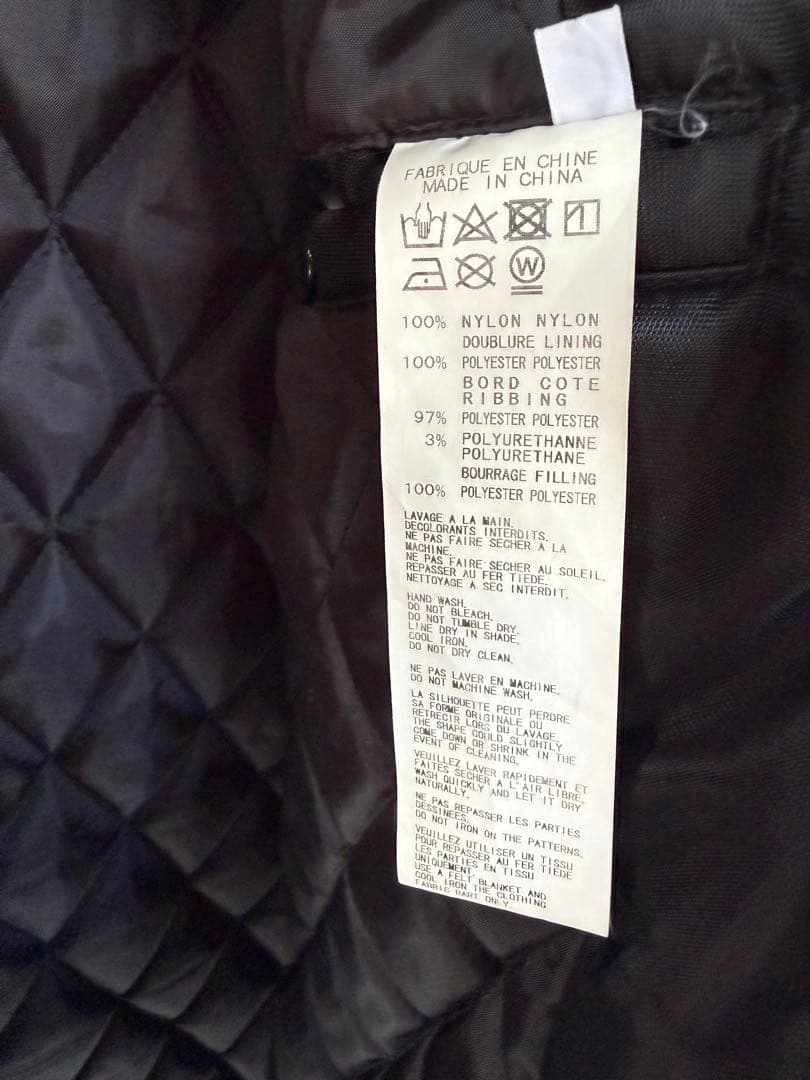 FABRIQUE EN CHINE
MADE IN CHINA
W
100% NYLON NYLON
DOUBLURE LINING
100% POLYESTER POLYESTER
BORD COTE
RIBBING
97% POLYESTER POLYESTER
3% POLYURETHANNE
POLYURETHANE
BOURRAGE FILLING
100% POLYESTER POLYESTER
LAVAGE A LA MAIN.
DECOLORANTS INTERDITS.
NE PAS FAIRE SECHER A LA
MACHINE.
NE PAS FAIRE SECHER AU SOLEIL.
REPASSER AU FER TIEDE.
NETTOYAGE A SEC INTERDIT.
HAND WASH.
DO NOT BLEACH.
DO NOT TUMBLE DRY.
LINE DRY IN SHADE.
COOL IRON.
DO NOT DRY CLEAN.
NE PAS LAVER EN MACHINE.
DO NOT MACHINE WASH.
LA SILHOUETTE PEUT PERDRE
SA FORME ORIGINALE OU
RETRECIR LORS DU LAVAGE.
THE SHAPE COULD SLIGHTLY
COME DOWN OR SHRINK IN THE
EVENT OF CLEANING.
VEUILLEZ LAVER RAPIDEMENT ET
FAITES SECHER A L'AIR LIBRE.
WASH QUICKLY AND LET IT DRY
NATURALLY.
NE PAS REPASSER LES PARTIES
DESSINEES.
DO NOT IRON ON THE PATTERNS.
VEUILLEZ UTILISER UN TISSU
POUR REPASSER AU FER TIEDE
LES PARTIES EN TISSU
UNIQUEMENT.
USE A FELT BLANKET AND
COOL IRON THE CLOTHING
FABRIC PART ONLY.